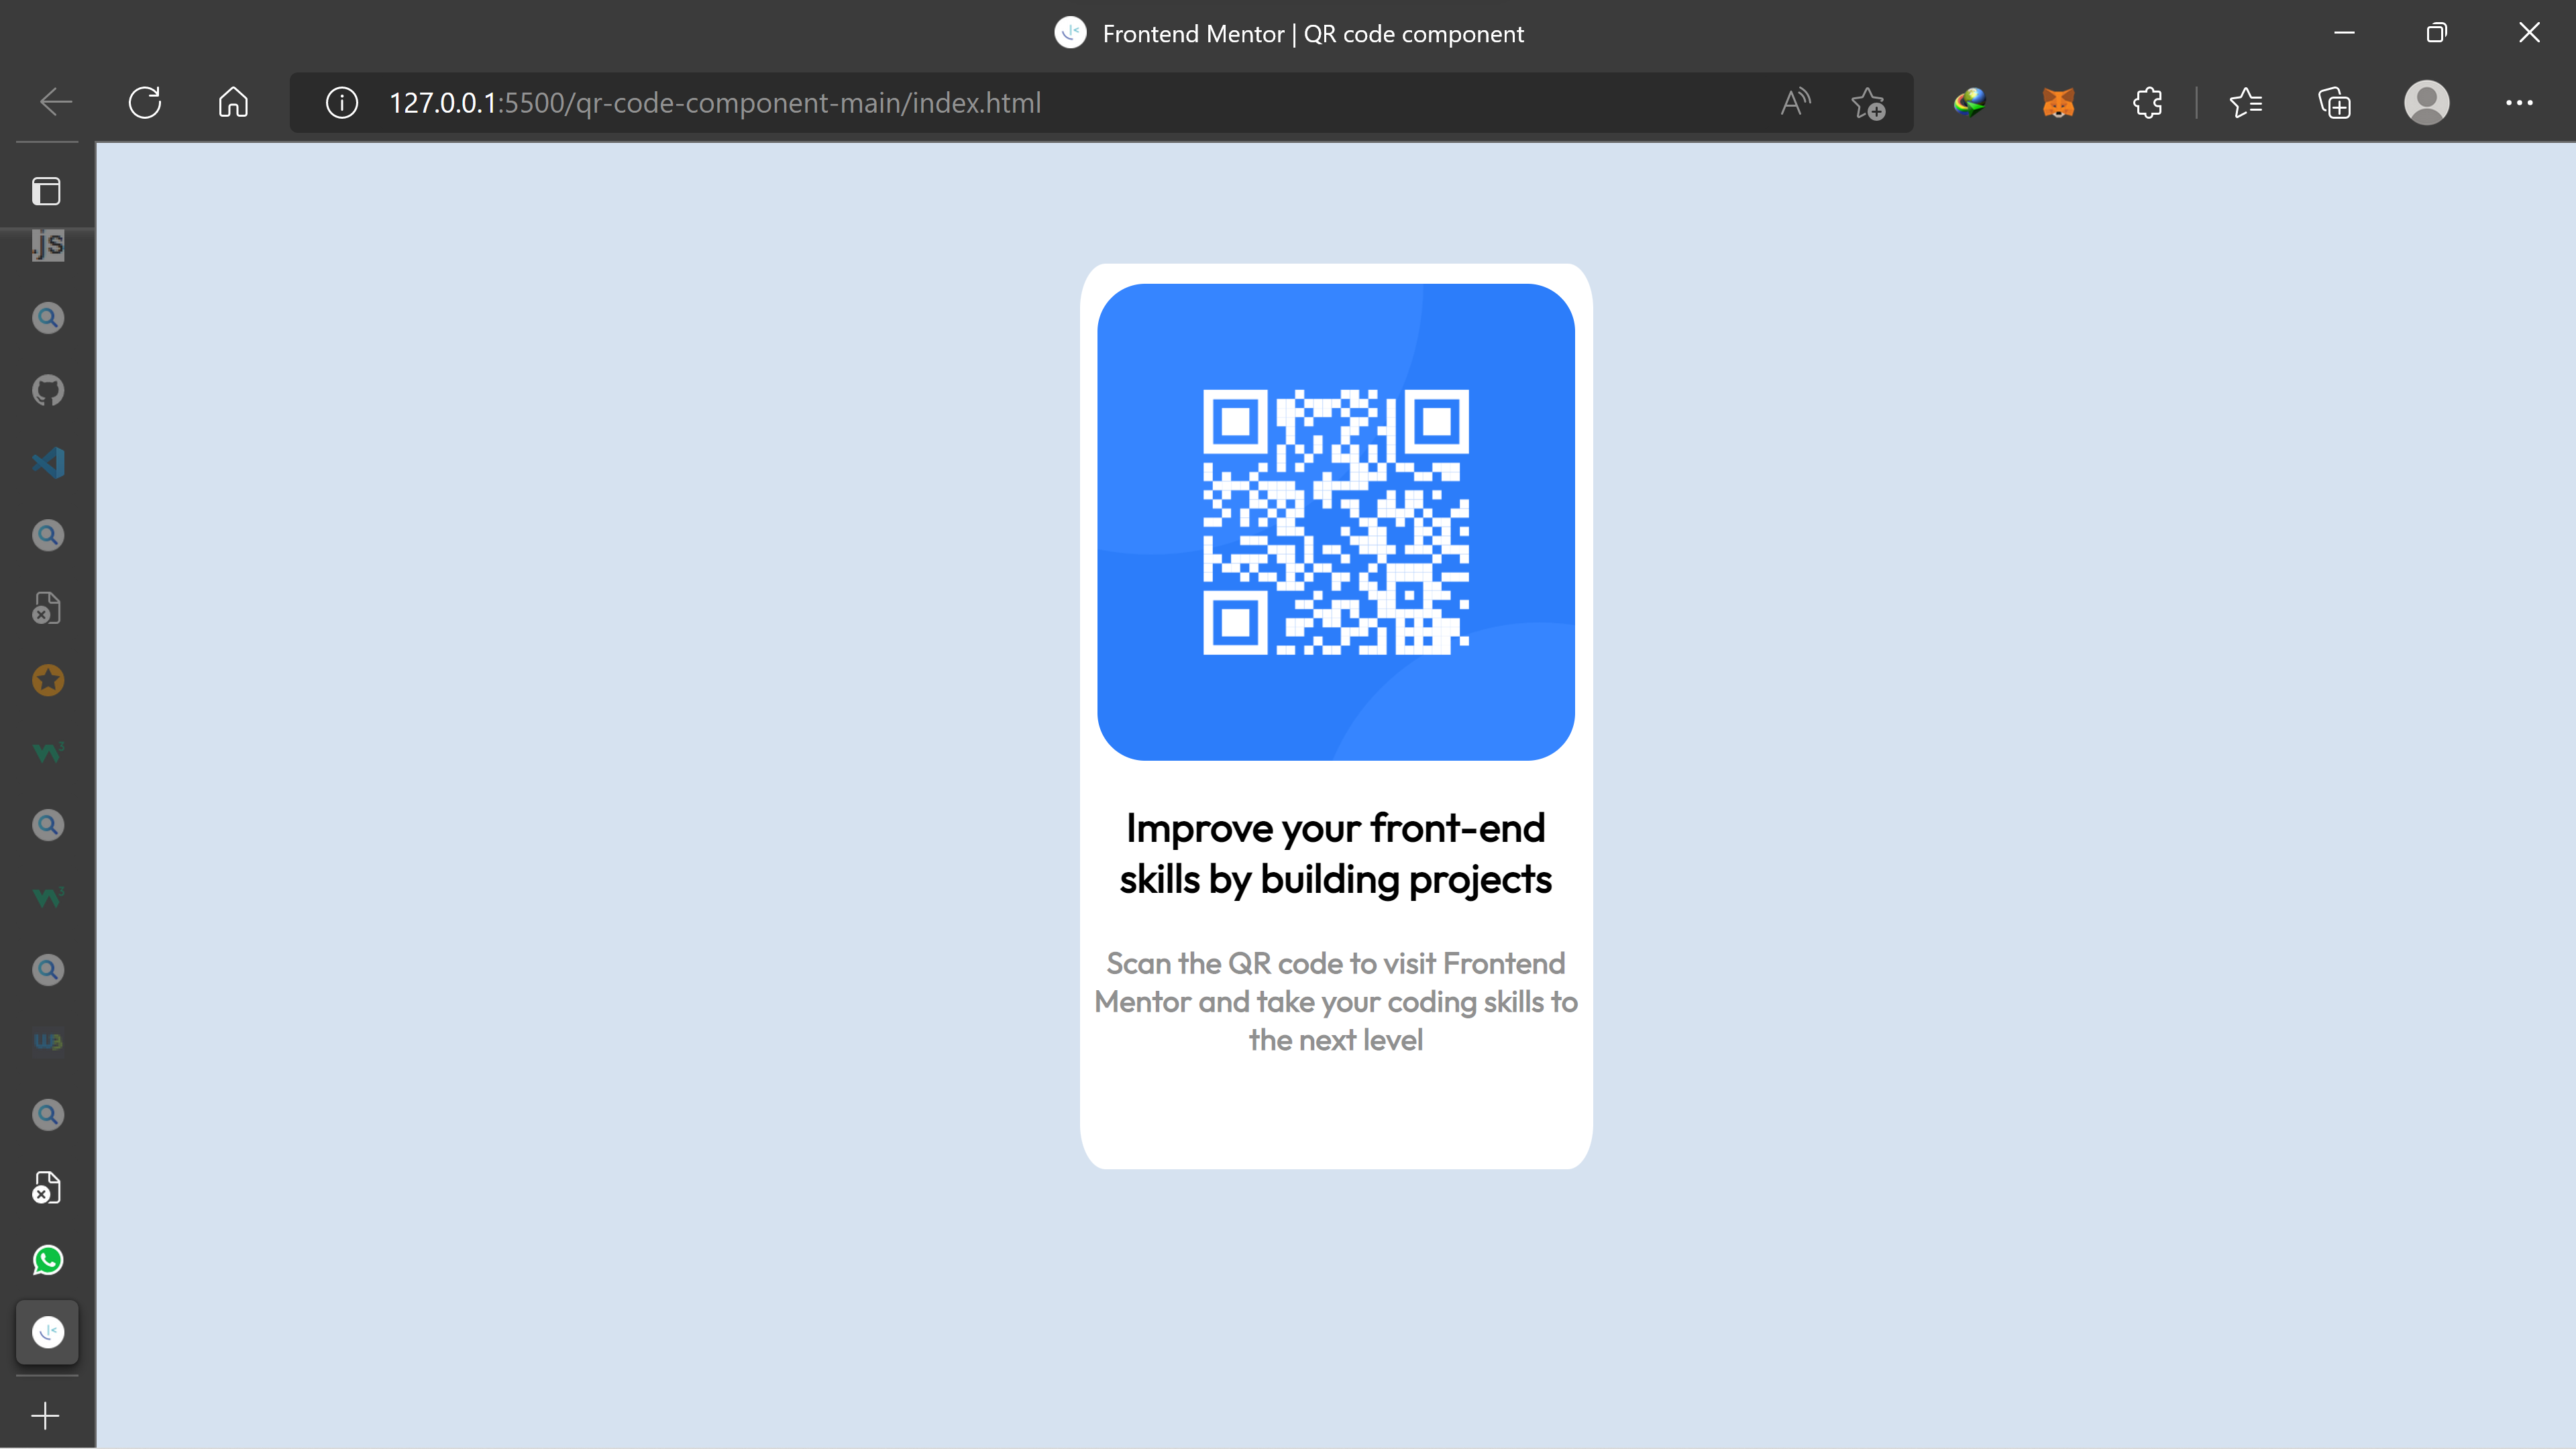 Frontend Mentor | QR code component
127.0.0.1:5500/qr-code-component-main/index.html
.js
Improve your front-end
skills by building projects
Scan the QR code to visit Frontend
Mentor and take your coding skills to
the next level